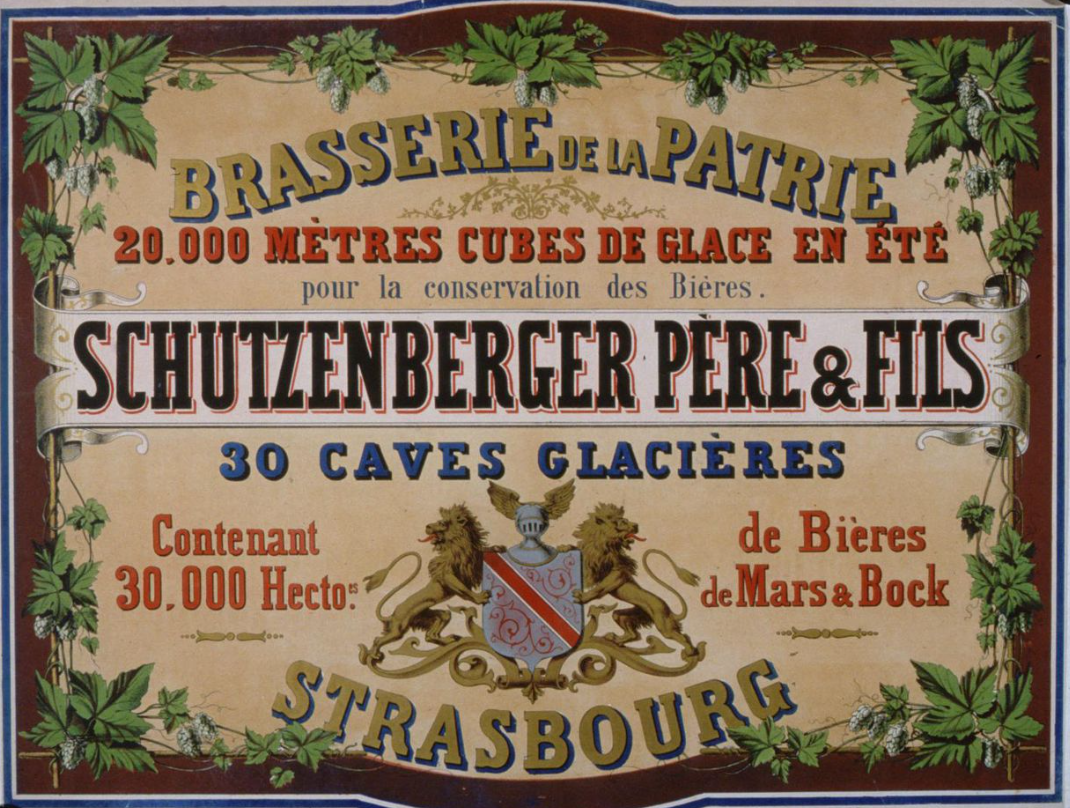 BRASSERIE DE LA PATRIE
20.000 MÈTRES CUBES DE GLACE EN ÉTÉ
pour la conservation des Bières.
SCHUTZENBERGER PÈRE & FILS
30 CAVES GLACIÈRES
Contenant
30.000 Hectors.
de Bières
de Mars & Bock
STRASBOURG